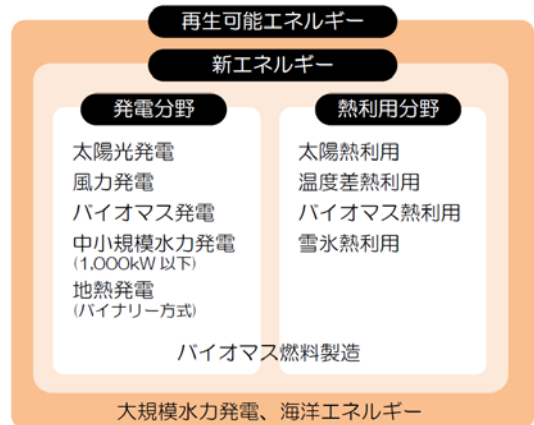 再生可能エネルギー
新エネルギー
発電分野
太陽光発電
風力発電
バイオマス発電
中小規模水力発電
(1,000kW 以下)
地熱発電
(バイナリー方式)
熱利用分野
太陽熱利用
温度差熱利用
バイオマス熱利用
雪氷熱利用
バイオマス燃料製造
大規模水力発電、海洋エネルギー